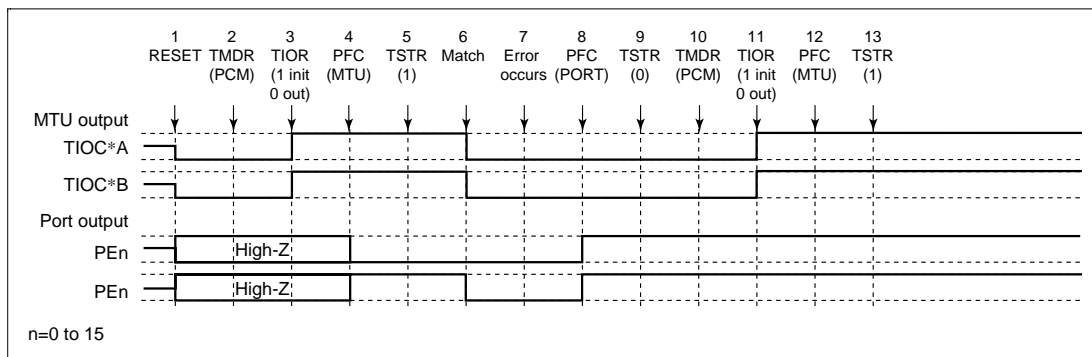 1 2 3 4 5 6 7 8 9 10 11 12 13
RESET TMDR TIOR PFC TSTR Match Error PFC TSTR TMDR TIOR PFC TSTR
(PCM) (1 init (MTU) (1) occurs (PORT) (0) (PCM) (1 init (MTU) (1)
0 out) 0 out)
MTU output
TIOC*A
TIOC*B
Port output
PEn High-Z
PEn High-Z
n=0 to 15